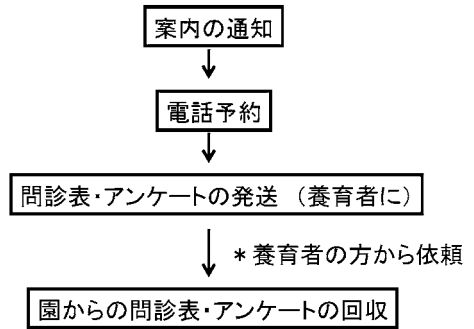 案内の通知
電話予約
問診表・アンケートの発送 （養育者に）
＊養育者の方から依頼
園からの問診表・アンケートの回収